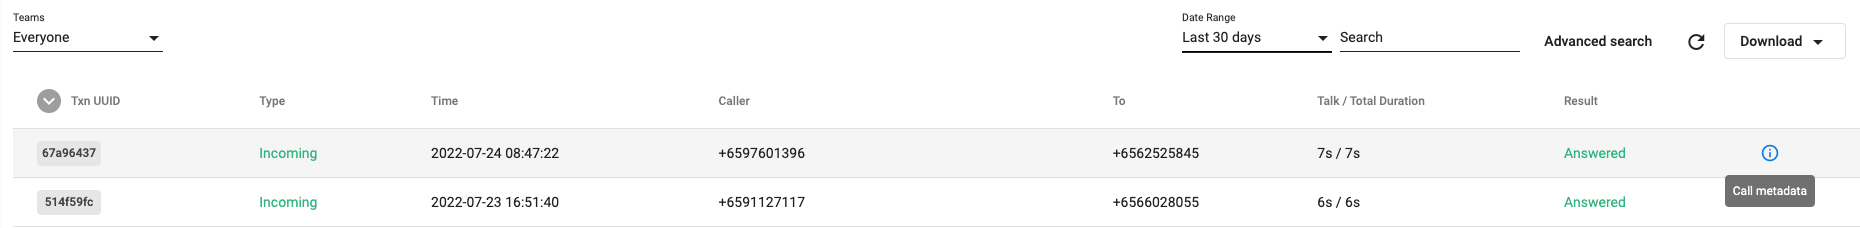 Teams
Everyone
Date Range
Last 30 days
Search
Advanced search
Download
Txn UUID Type Time Caller To Talk / Total Duration Result
67a96437 Incoming 2022-07-24 08:47:22 +6597601396 +6562525845 7s / 7s Answered
Call metadata
514f59fc Incoming 2022-07-23 16:51:40 +6591127117 +6566028055 6s / 6s Answered